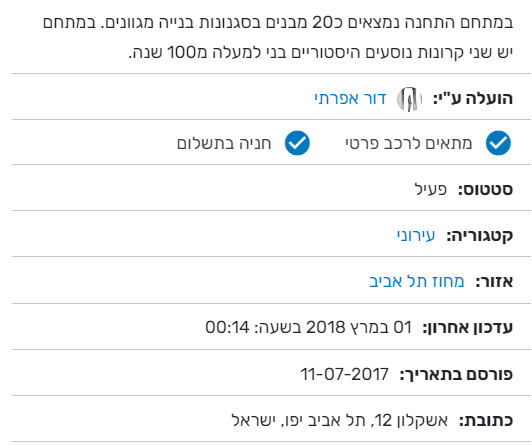 במתחם התחנה נמצאים כ20 מבנים בסגנונות בנייה מגוונים. במתחם
יש שני קרונות נוסעים היסטוריים בני למעלה מ100 שנה.
הועלה ע"י: דור אפרתי
מתאים לרכב פרטי חניה בתשלום
סטטוס: פעיל
קטגוריה: עירוני
אזור: מחוז תל אביב
עדכון אחרון: 01 במרץ 2018 בשעה: 00:14
פורסם בתאריך: 11-07-2017
כתובת: אשקלון 12, תל אביב יפו, ישראל